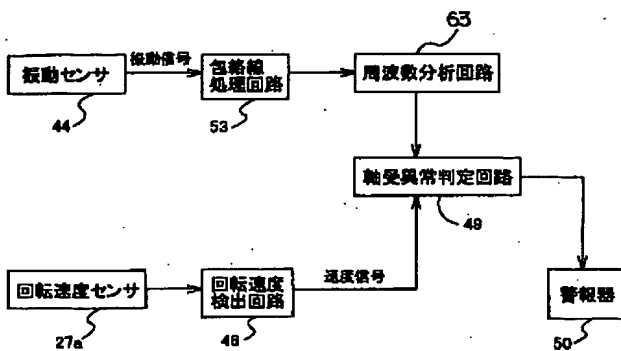 63
振動センサ
振動信号
包絡線
処理回路
周波数分析回路
44
53
軸受異常判定回路
49
回転速度センサ
回転速度
検出回路
速度信号
警報器
27a
46
50